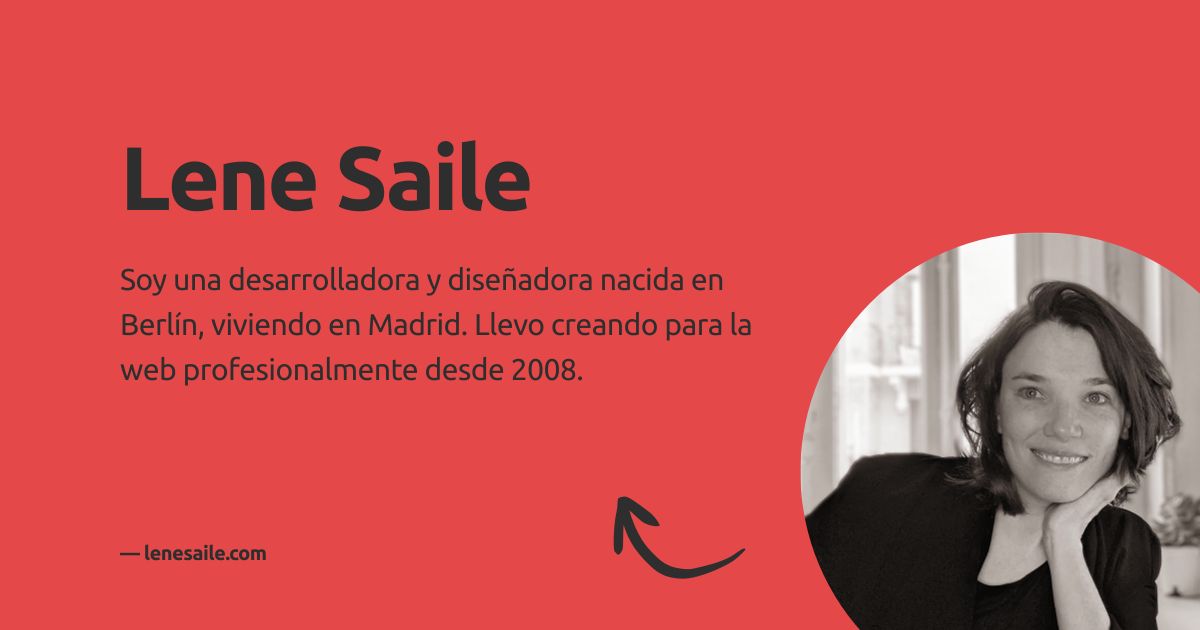 Lene Saile
Soy una desarrolladora y diseñadora nacida en
Berlín, viviendo en Madrid. Llevo creando para la
web profesionalmente desde 2008.
— lenesaile.com